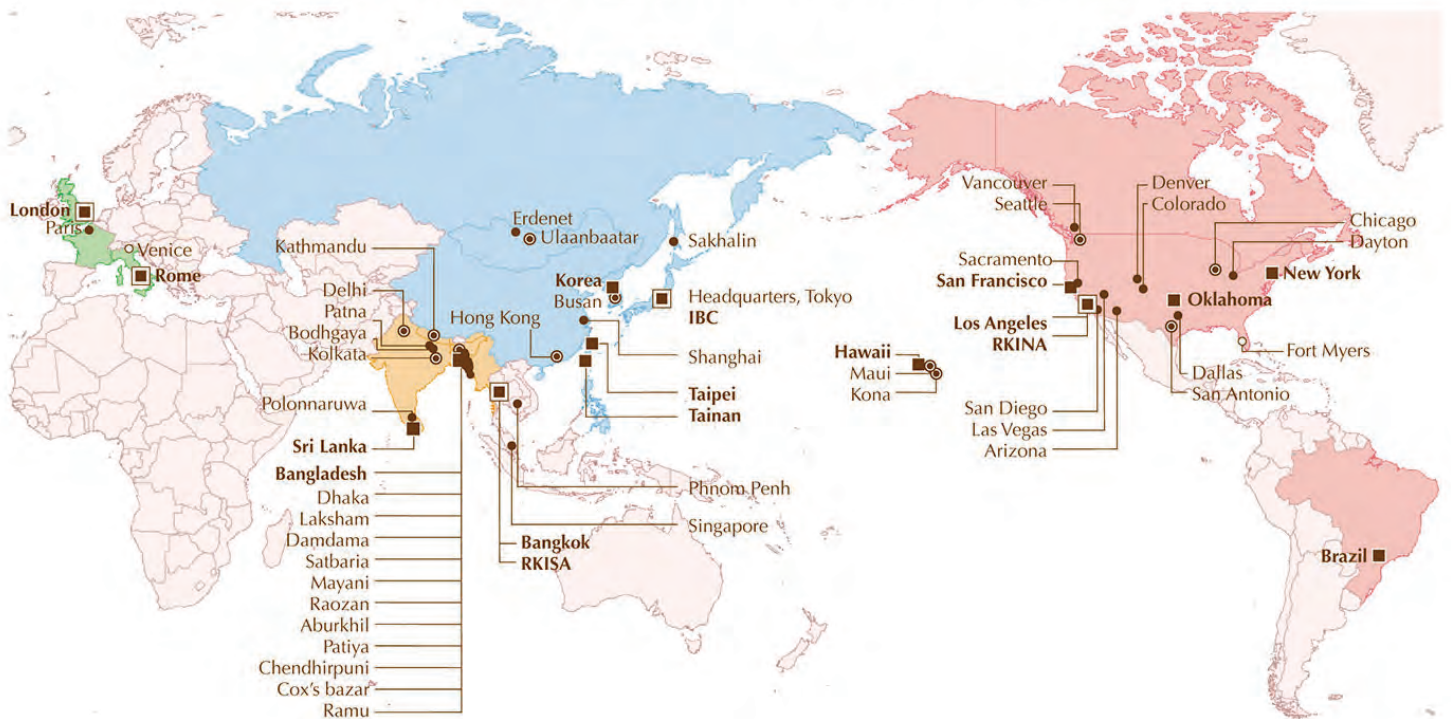 London
Paris
Venice
Rome
Kathmandu
Delhi
Patna
Bodhgaya
Kolkata
Polonnaruwa
Sri Lanka
Bangladesh
Dhaka
Laksham
Damdama
Satbaria
Mayani
Raozan
Aburkhil
Patiya
Chendhirpuni
Cox's bazar
Ramu
Erdenet
Ulaanbaatar
Sakhalin
Korea
Busan
Hong Kong
Headquarters, Tokyo
IBC
Shanghai
Taipei
Tainan
Phnom Penh
Singapore
Bangkok
RKISA
Hawaii
Maui
Kona
Vancouver
Seattle
Sacramento
San Francisco
Los Angeles
RKINA
San Diego
Las Vegas
Arizona
Denver
Colorado
Chicago
Dayton
New York
Oklahoma
Fort Myers
Dallas
San Antonio
Brazil